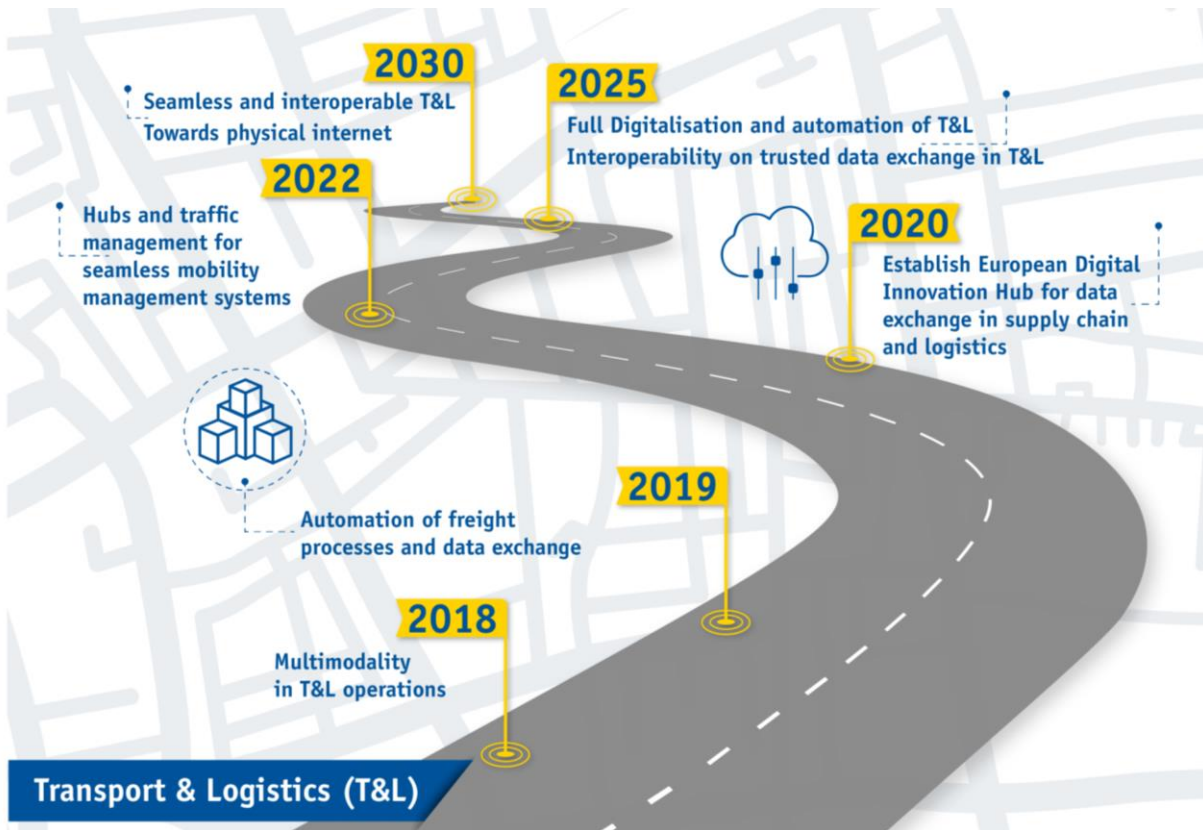 2030
Seamless and interoperable T&L
Towards physical internet
2025
Full Digitalisation and automation of T&L
Interoperability on trusted data exchange in T&L
2022
Hubs and traffic
management for
seamless mobility
management systems
2020
Establish European Digital
Innovation Hub for data
exchange in supply chain
and logistics
2019
Automation of freight
processes and data exchange
2018
Multimodality
in T&L operations
Transport & Logistics (T&L)